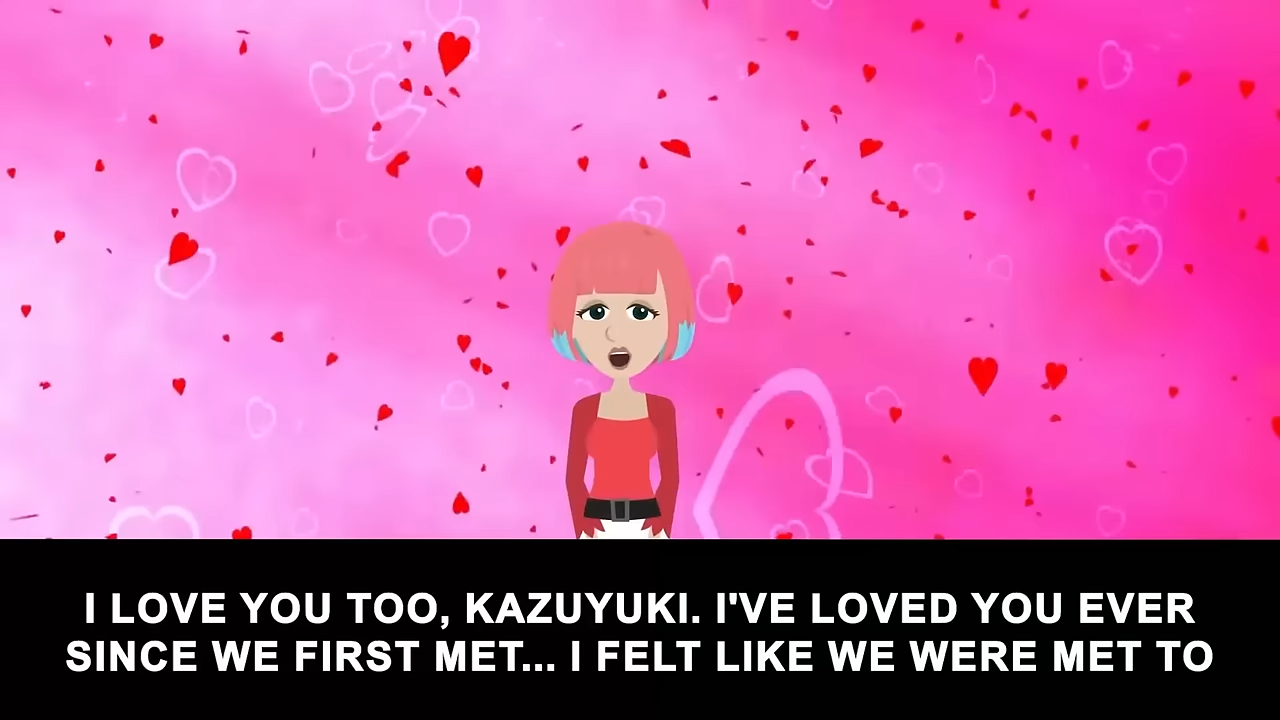 I LOVE YOU TOO, KAZUYUKI. I'VE LOVED YOU EVER
SINCE WE FIRST MET... I FELT LIKE WE WERE MET TO